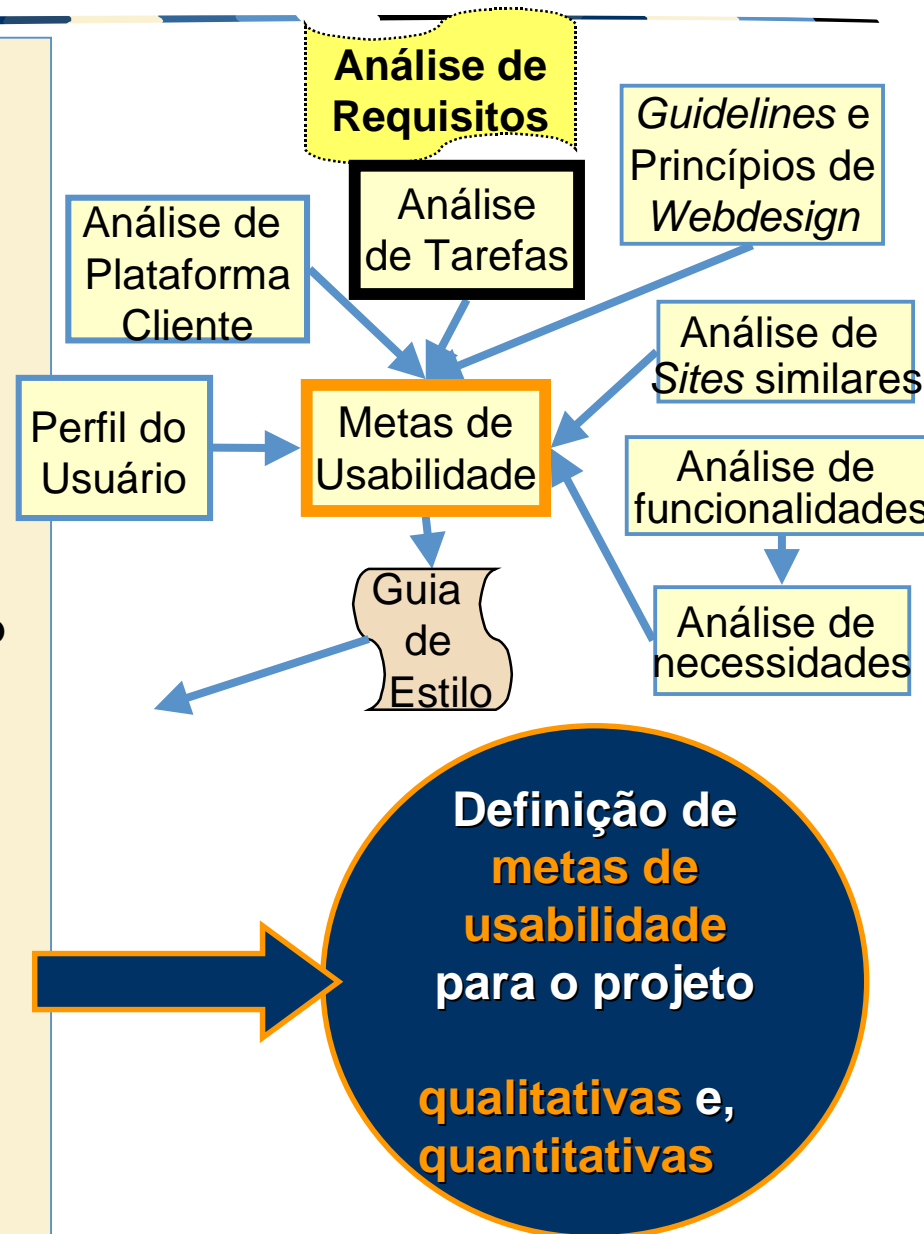 Análise de
Requisitos
Guidelines e
Princípios de
Webdesign
Análise
de Tarefas
Análise de
Plataforma
Cliente
Análise de
Sites similares
Perfil do
Usuário
Metas de
Usabilidade
Análise de
funcionalidades
Guia
de
Estilo
Análise de
necessidades
Definição de
metas de
usabilidade
para o projeto
qualitativas e,
quantitativas